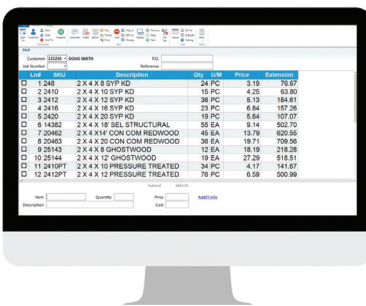 Customer 121216 DOUG SMITH P.O.
Job Number Reference
Ln# SKU Description Qty U/M Price Extension
1 248 2 X 4 X 8 SYP KD 24 PC 3.19 76.67
2 2410 2 X 4 X 10 SYP KD 15 PC 4.25 63.80
3 2412 2 X 4 X 12 SYP KD 36 PC 5.13 184.61
4 2416 2 X 4 X 16 SYP KD 23 PC 6.84 157.26
5 2420 2 X 4 X 20 SYP KD 19 PC 5.64 107.07
6 14382 2 X 4 X 18' SEL STRUCTURAL 55 EA 9.14 502.70
7 20462 2 X 4 X14' CON COM REDWOOD 45 EA 13.79 620.55
8 20463 2 X 4 X 20 CON COM REDWOOD 36 EA 19.71 709.56
9 25143 2 X 4 X 8 GHOSTWOOD 12 EA 18.19 218.28
10 25144 2 X 4 X 12' GHOSTWOOD 19 EA 27.29 518.51
11 2410PT 2 X 4 X 10 PRESSURE TREATED 34 PC 4.17 141.67
12 2412PT 2 X 4 X 12 PRESSURE TREATED 76 PC 6.59 500.99
Subtotal
Item Quantity Price Add'l Info
Description Cost